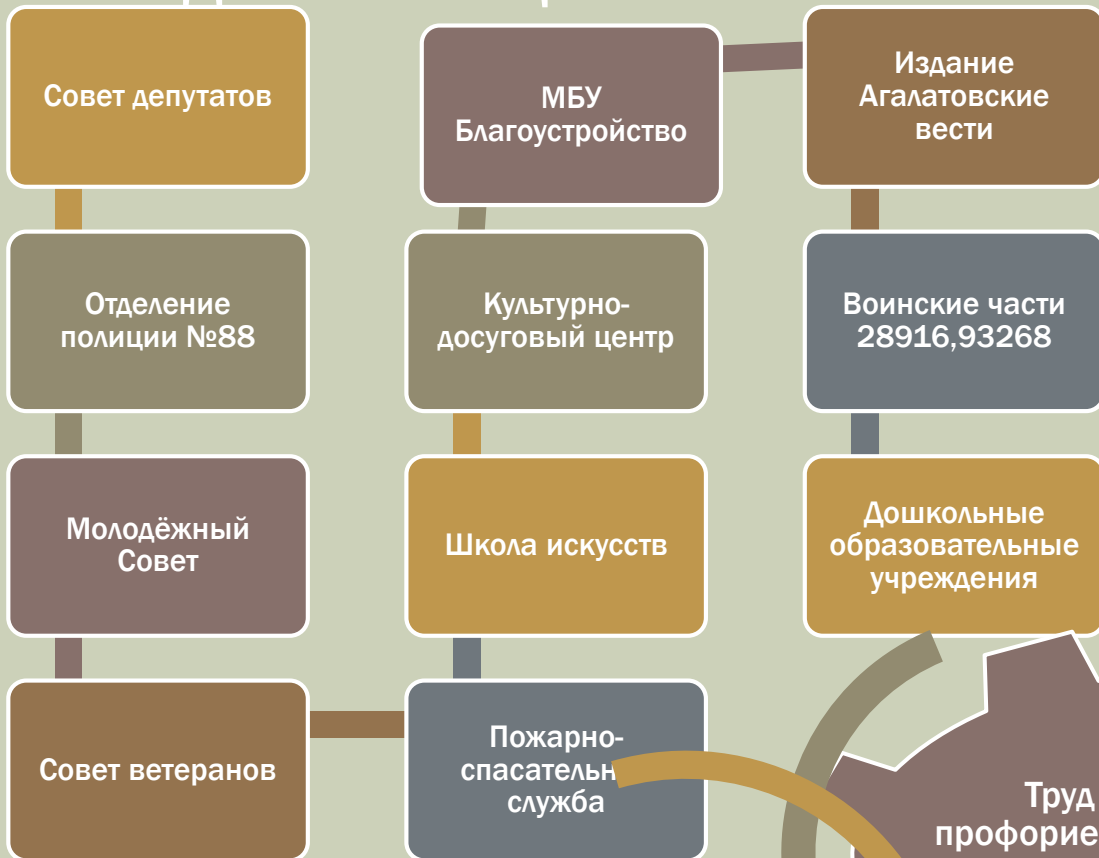 Совет депутатов
Отделение
полиции №88
Молодёжный
Совет
Совет ветеранов
МБУ
Благоустройство
Культурно-
досуговый центр
Школа искусств
Пожарно-
служба
Издание
Агалатовские
вести
Воинские части
28916,93268
Дошкольные
образовательные
учреждения
Труд